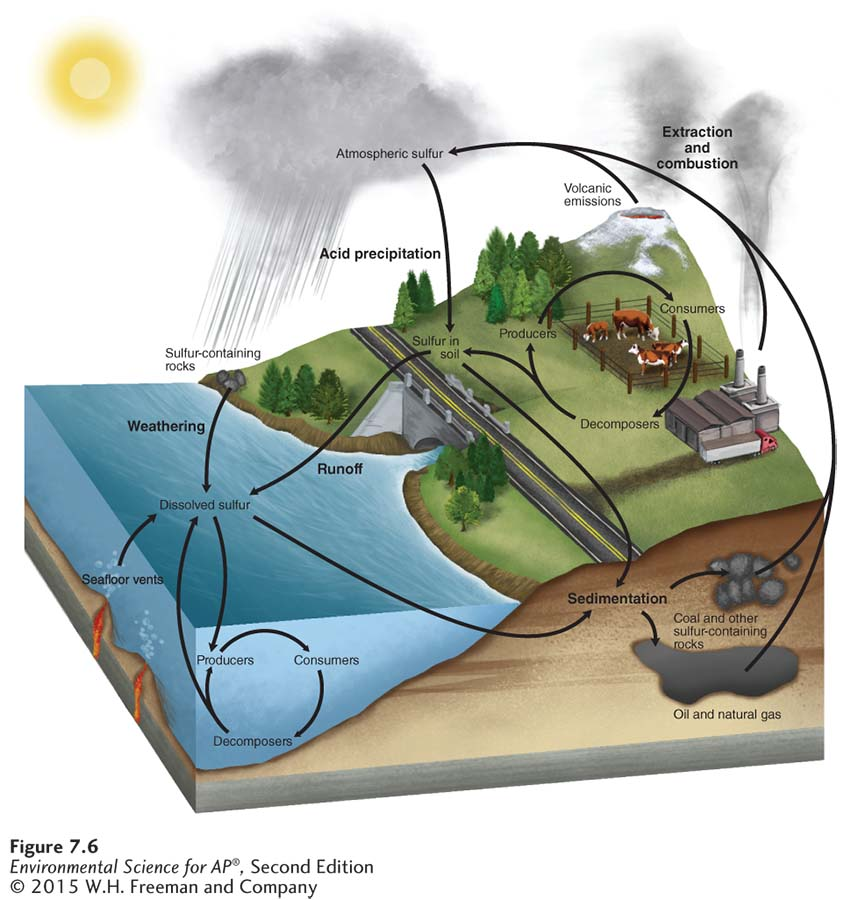 Extraction
and
combustion
Atmospheric sulfur
Volcanic
emissions
Acid precipitation
Consumers
Producers
Sulfur in
soil
Sulfur-containing
rocks
Decomposers
Weathering
Runoff
Dissolved sulfur
Seafloor vents
Sedimentation
Coal and other
sulfur-containing
rocks
Producers
Consumers
Oil and natural gas
Decomposers
Figure 7.6
Environmental Science for AP®, Second Edition
© 2015 W.H. Freeman and Company